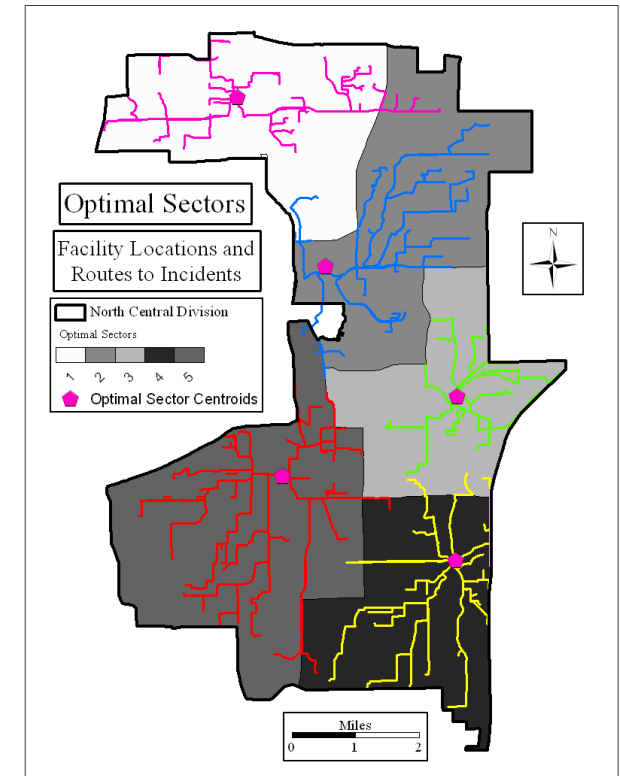 Optimal Sectors
Facility Locations and
Routes to Incidents
North Central Division
Optimal Sectors
1 2 3 4 5
Optimal Sector Centroids
N
Miles
0 1 2